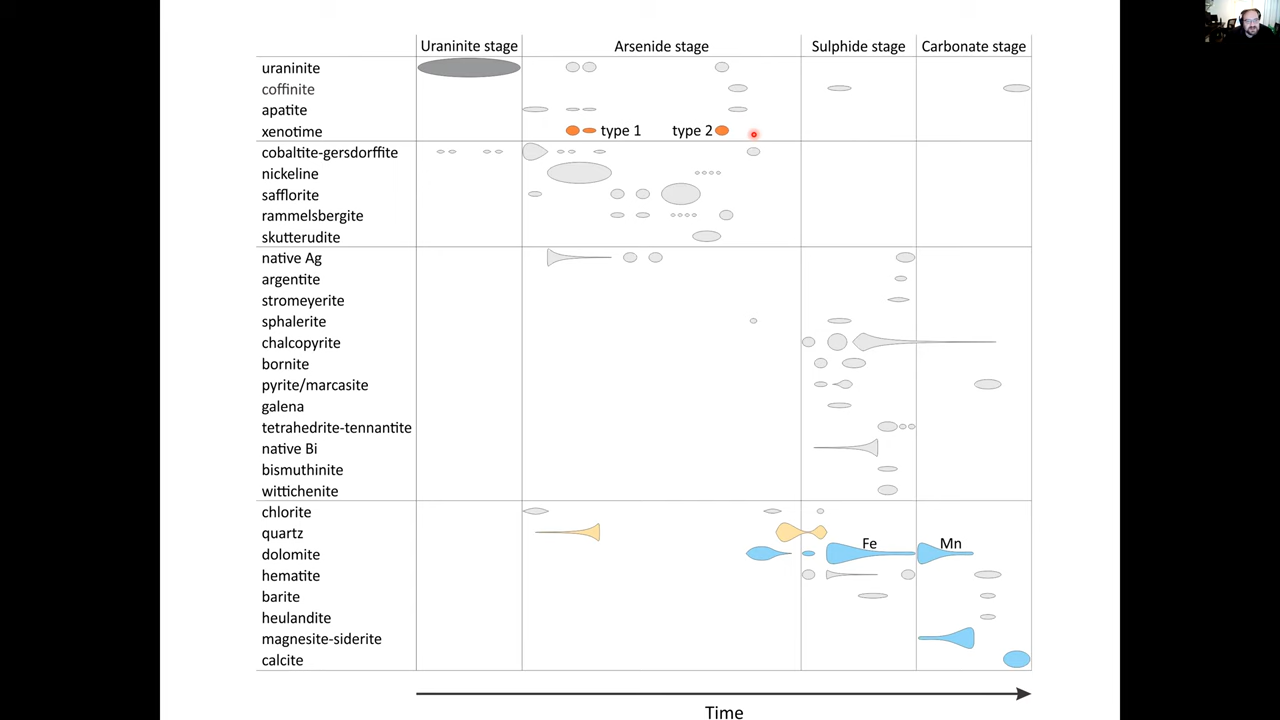 Uraninite stage Arsenide stage Sulphide stage Carbonate stage
uraninite
coffinite
apatite
xenotime type 1 type 2
cobaltite-gersdorffite
nickeline
safflorite
rammelsbergite
skutterudite
native Ag
argentite
stromeyerite
sphalerite
chalcopyrite
bornite
pyrite/marcasite
galena
tetrahedrite-tennantite
native Bi
bismuthinite
wittichenite
chlorite
quartz
dolomite Fe Mn
hematite
barite
heulandite
magnesite-siderite
calcite
Time